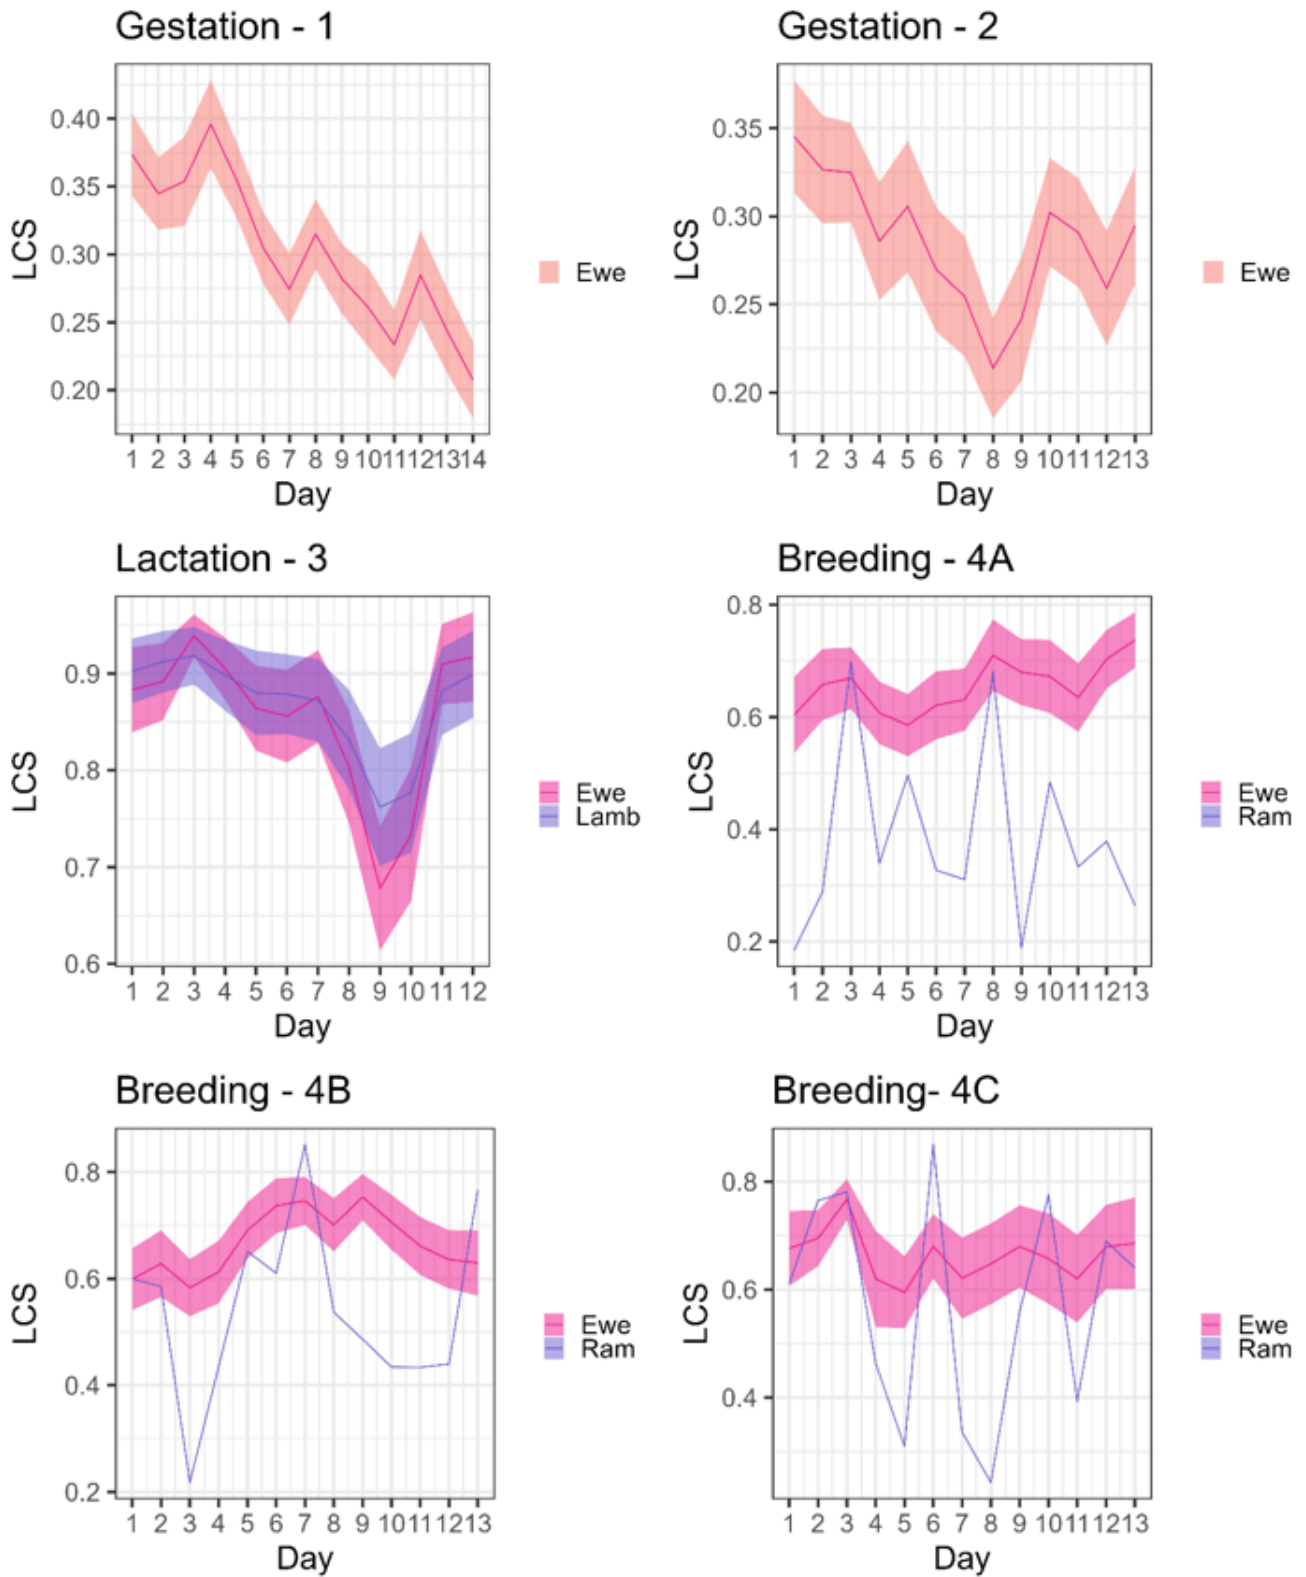 Gestation - 1
0.40
0.35
0.30
0.25
0.20
LCS
1 2 3 4 5 6 7 8 9 10 11 12 13 14
Day
Ewe
Gestation - 2
0.35
0.30
0.25
0.20
LCS
1 2 3 4 5 6 7 8 9 10 11 12 13
Day
Ewe
Lactation - 3
0.9
0.8
0.7
0.6
LCS
1 2 3 4 5 6 7 8 9 10 11 12
Day
Ewe
Lamb
Breeding - 4A
0.8
0.6
0.4
0.2
LCS
1 2 3 4 5 6 7 8 9 10 11 12 13
Day
Ewe
Ram
Breeding - 4B
0.8
0.6
0.4
0.2
LCS
1 2 3 4 5 6 7 8 9 10 11 12 13
Day
Ewe
Ram
Breeding- 4C
0.8
0.6
0.4
LCS
1 2 3 4 5 6 7 8 9 10 11 12 13
Day
Ewe
Ram